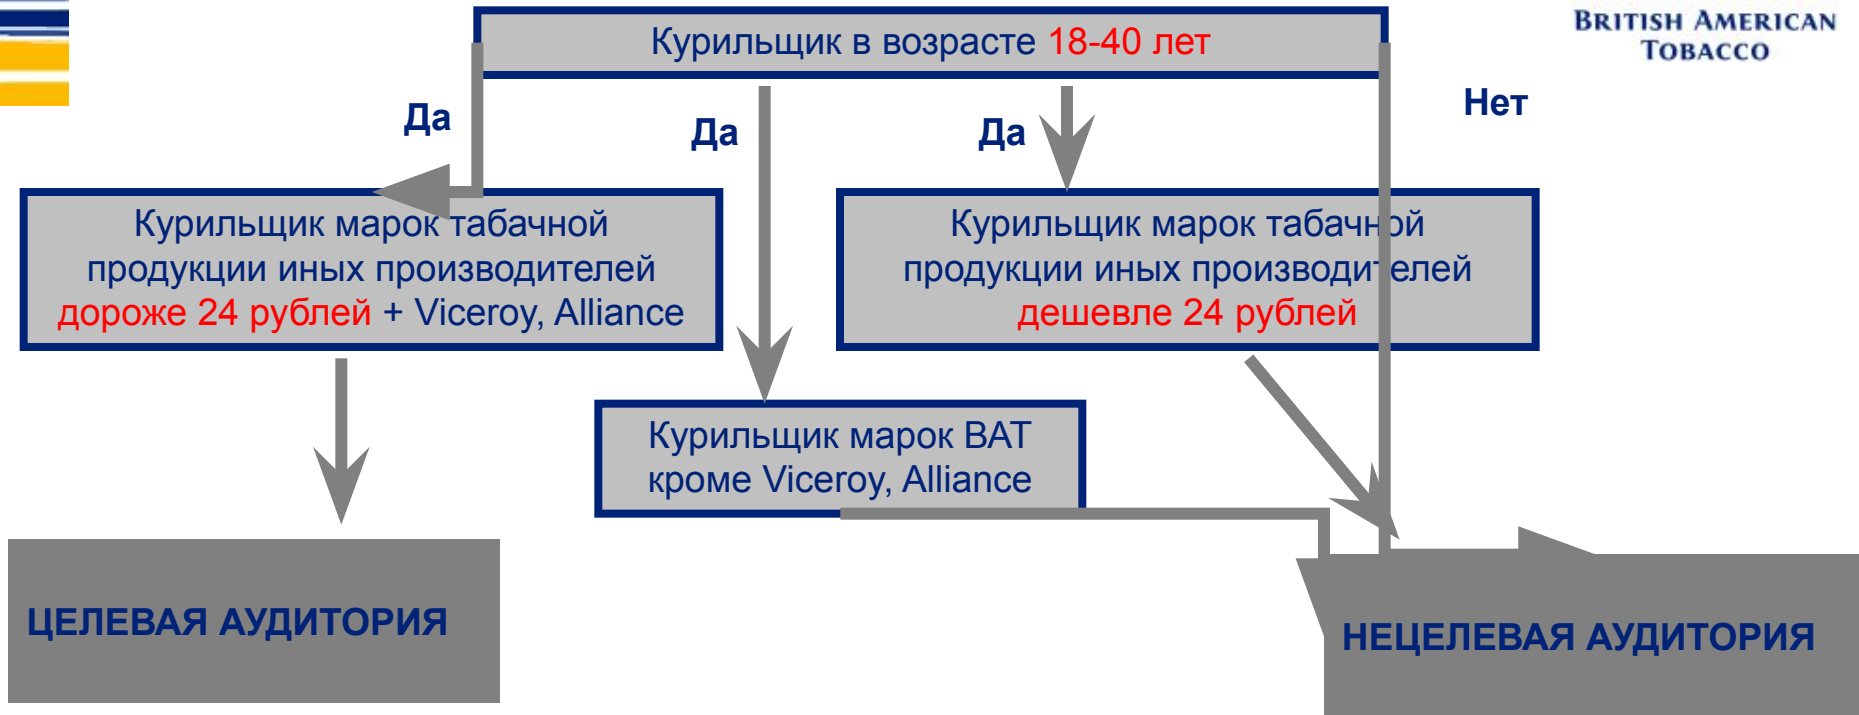 BRITISH AMERICAN
TOBACCO
Курильщик в возрасте 18-40 лет
Да
Да
Да
Нет
Курильщик марок табачной
продукции иных производителей
дороже 24 рублей + Viceroy, Alliance
Курильщик марок табачной
продукции иных производителей
дешевле 24 рублей
Курильщик марок BAT
кроме Viceroy, Alliance
ЦЕЛЕВАЯ АУДИТОРИЯ
НЕЦЕЛЕВАЯ АУДИТОРИЯ